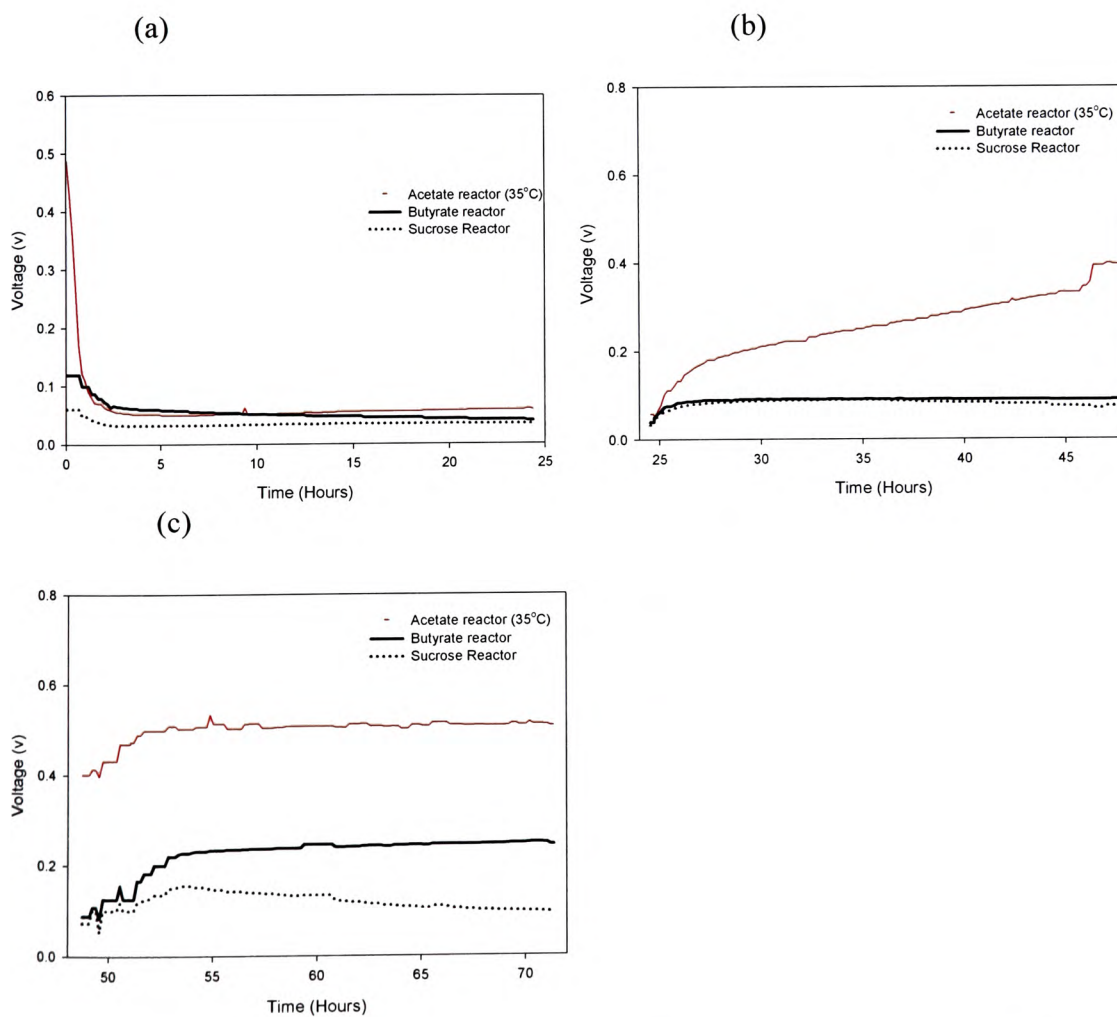 (a)
0.6
0.5
0.4
0.3
0.2
0.1
0.0
Voltage (v)
Acetate reactor (35°C)
Butyrate reactor
Sucrose Reactor
0 5 10 15 20 25
Time (Hours)
(b)
0.8
0.6
0.4
0.2
0.0
Voltage (v)
Acetate reactor (35°C)
Butyrate reactor
Sucrose Reactor
25 30 35 40 45
Time (Hours)
(c)
0.8
0.6
0.4
0.2
0.0
Voltage (v)
Acetate reactor (35°C)
Butyrate reactor
Sucrose Reactor
50 55 60 65 70
Time (Hours)